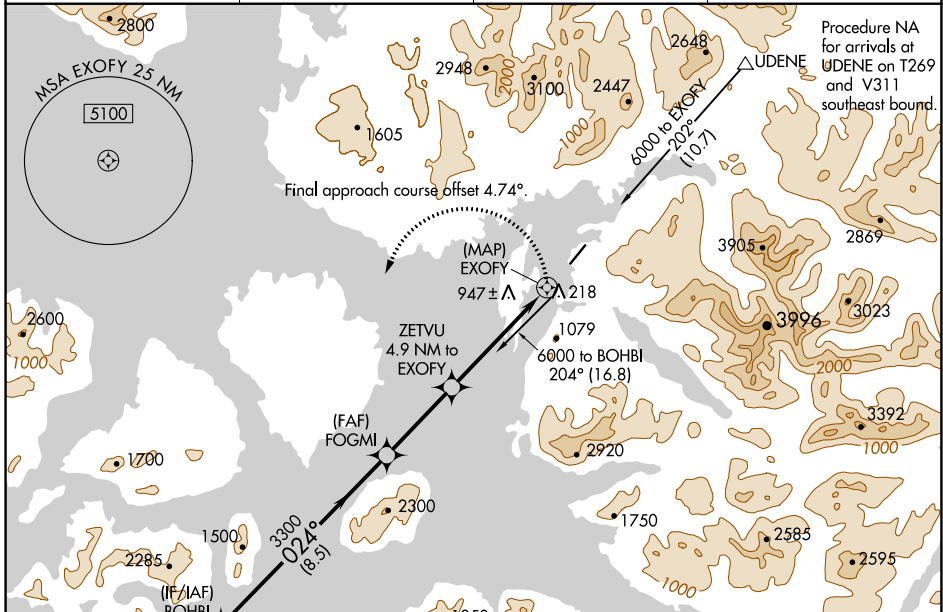 2800
MSA EXOFY 25 NM
5100
1605
2948
3100
2000
2447
1000
2648
UDENE
Procedure NA
for arrivals at
UDENE on T269
and V311
southeast bound.
6000 to EXOFY
202°
(10.7)
Final approach course offset 4.74°.
(MAP)
EXOFY
947±
218
3905
2869
3023
3996
2000
2600
1000
ZETVU
4.9 NM to
EXOFY
1079
6000 to BOHBI
204° (16.8)
3392
1000
(FAF)
FOGMI
2920
1700
2300
1750
3300
024°
(8.5)
1500
2285
2585
2595
1000
(IF/IAF)
BOHBI